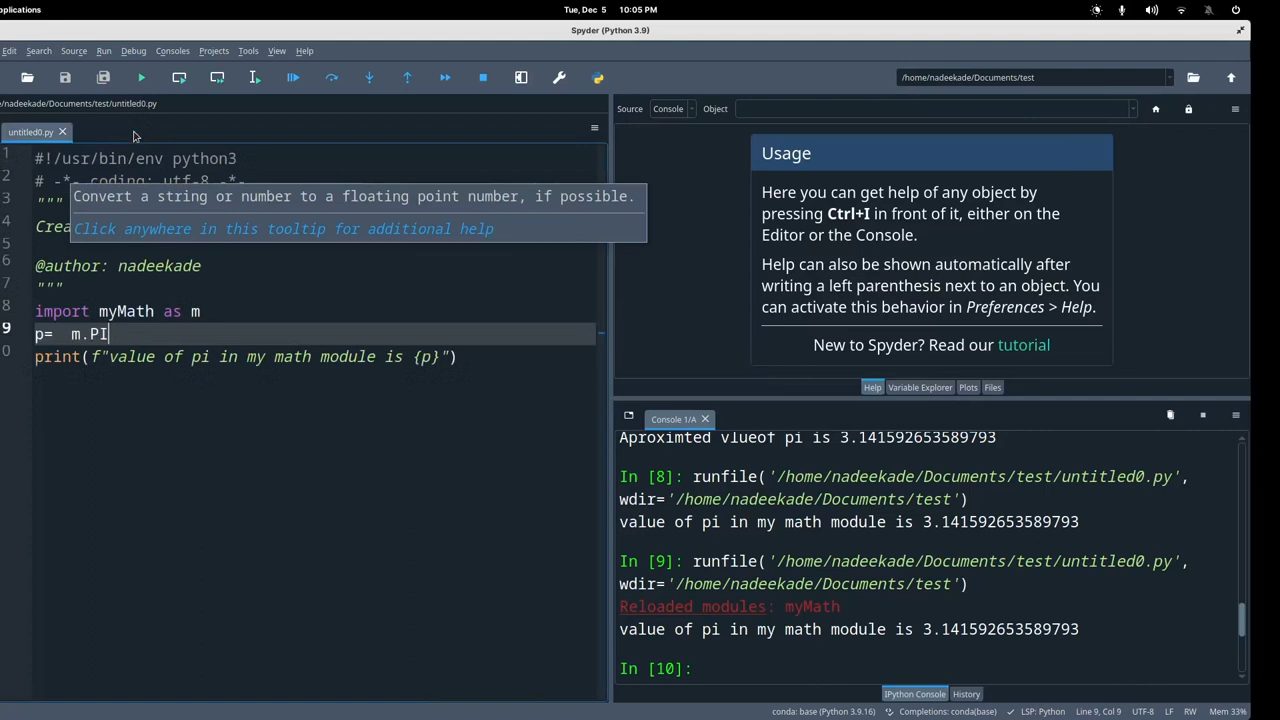 Tue, Dec 5 10:05 PM
Spyder (Python 3.9)
Edit Search Source Run Debug Consoles Projects Tools View Help
/home/nadeekade/Documents/test
e/nadeekade/Documents/test/untitled0.py
Source Console Object
untitled0.py
1 #!/usr/bin/env python3
2 # -*- coding: utf-8 -*-
3 """
Convert a string or number to a floating point number, if possible.
4 Crea
Click anywhere in this tooltip for additional help
5
6 @author: nadeekade
7 """
8 import myMath as m
9 p=  m.PI
0 print(f"value of pi in my math module is {p}")
Usage
Here you can get help of any object by
pressing Ctrl+I in front of it, either on the
Editor or the Console.
Help can also be shown automatically after
writing a left parenthesis next to an object. You
can activate this behavior in Preferences > Help.
New to Spyder? Read our tutorial
Help Variable Explorer Plots Files
Console 1/A
Aproximted vlueof pi is 3.141592653589793
In [8]: runfile('/home/nadeekade/Documents/test/untitled0.py',
wdir='/home/nadeekade/Documents/test')
value of pi in my math module is 3.141592653589793
In [9]: runfile('/home/nadeekade/Documents/test/untitled0.py',
wdir='/home/nadeekade/Documents/test')
Reloaded modules: myMath
value of pi in my math module is 3.141592653589793
In [10]:
IPython Console History
conda: base (Python 3.9.16) Completions: conda(base) LSP: Python Line 9, Col 9 UTF-8 LF RW Mem 33%